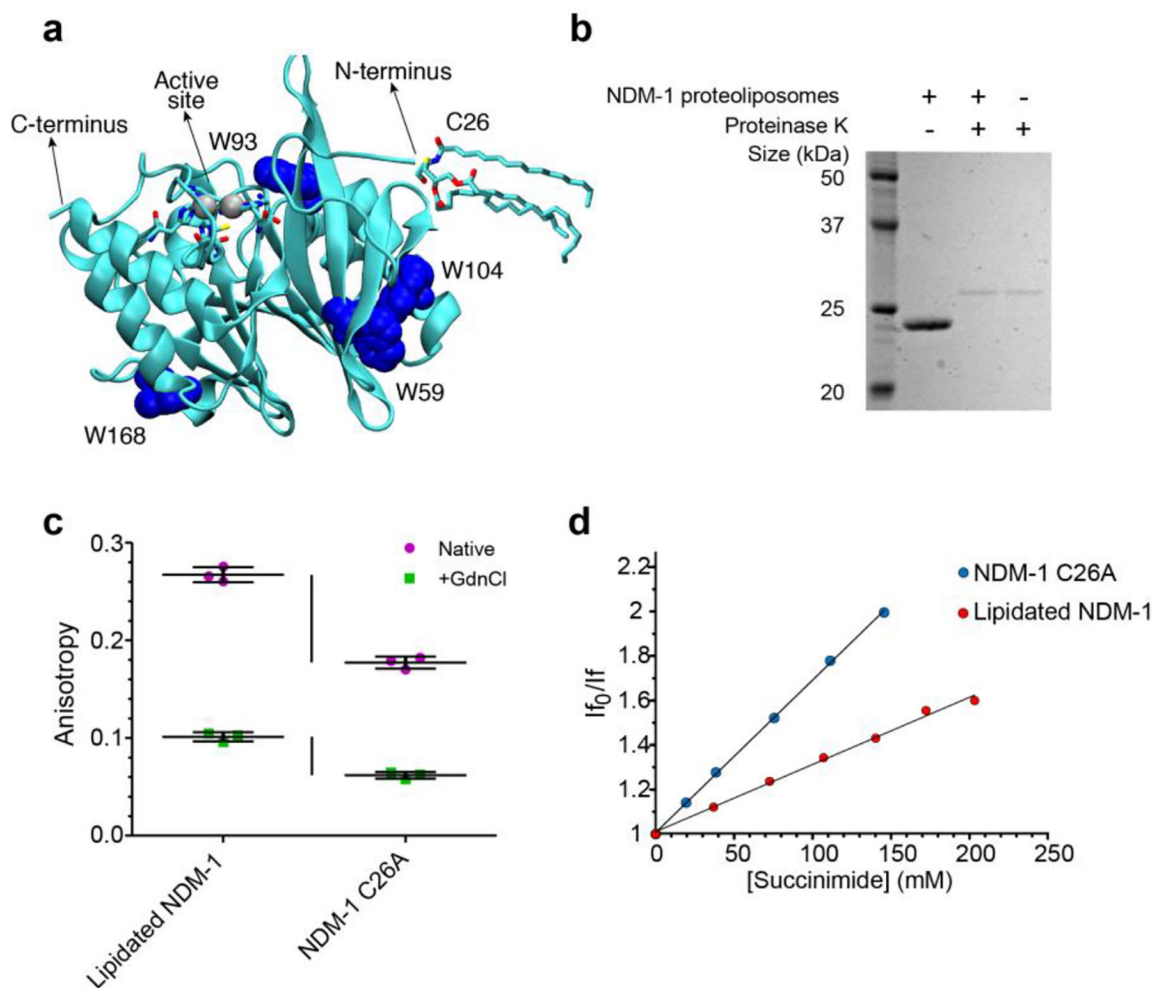 a
N-terminus
Active
site
C26
C-terminus
W93
W104
W59
W168
b
NDM-1 proteoliposomes + + -
Proteinase K - + +
Size (kDa)
50
37
25
20
c
0.3
0.2
0.1
0.0
Anisotropy
Native
+GdnCl
Lipidated NDM-1
NDM-1 C26A
d
2.2
2
1.8
1.6
1.4
1.2
1
If0/If
NDM-1 C26A
Lipidated NDM-1
0 50 100 150 200 250
[Succinimide] (mM)